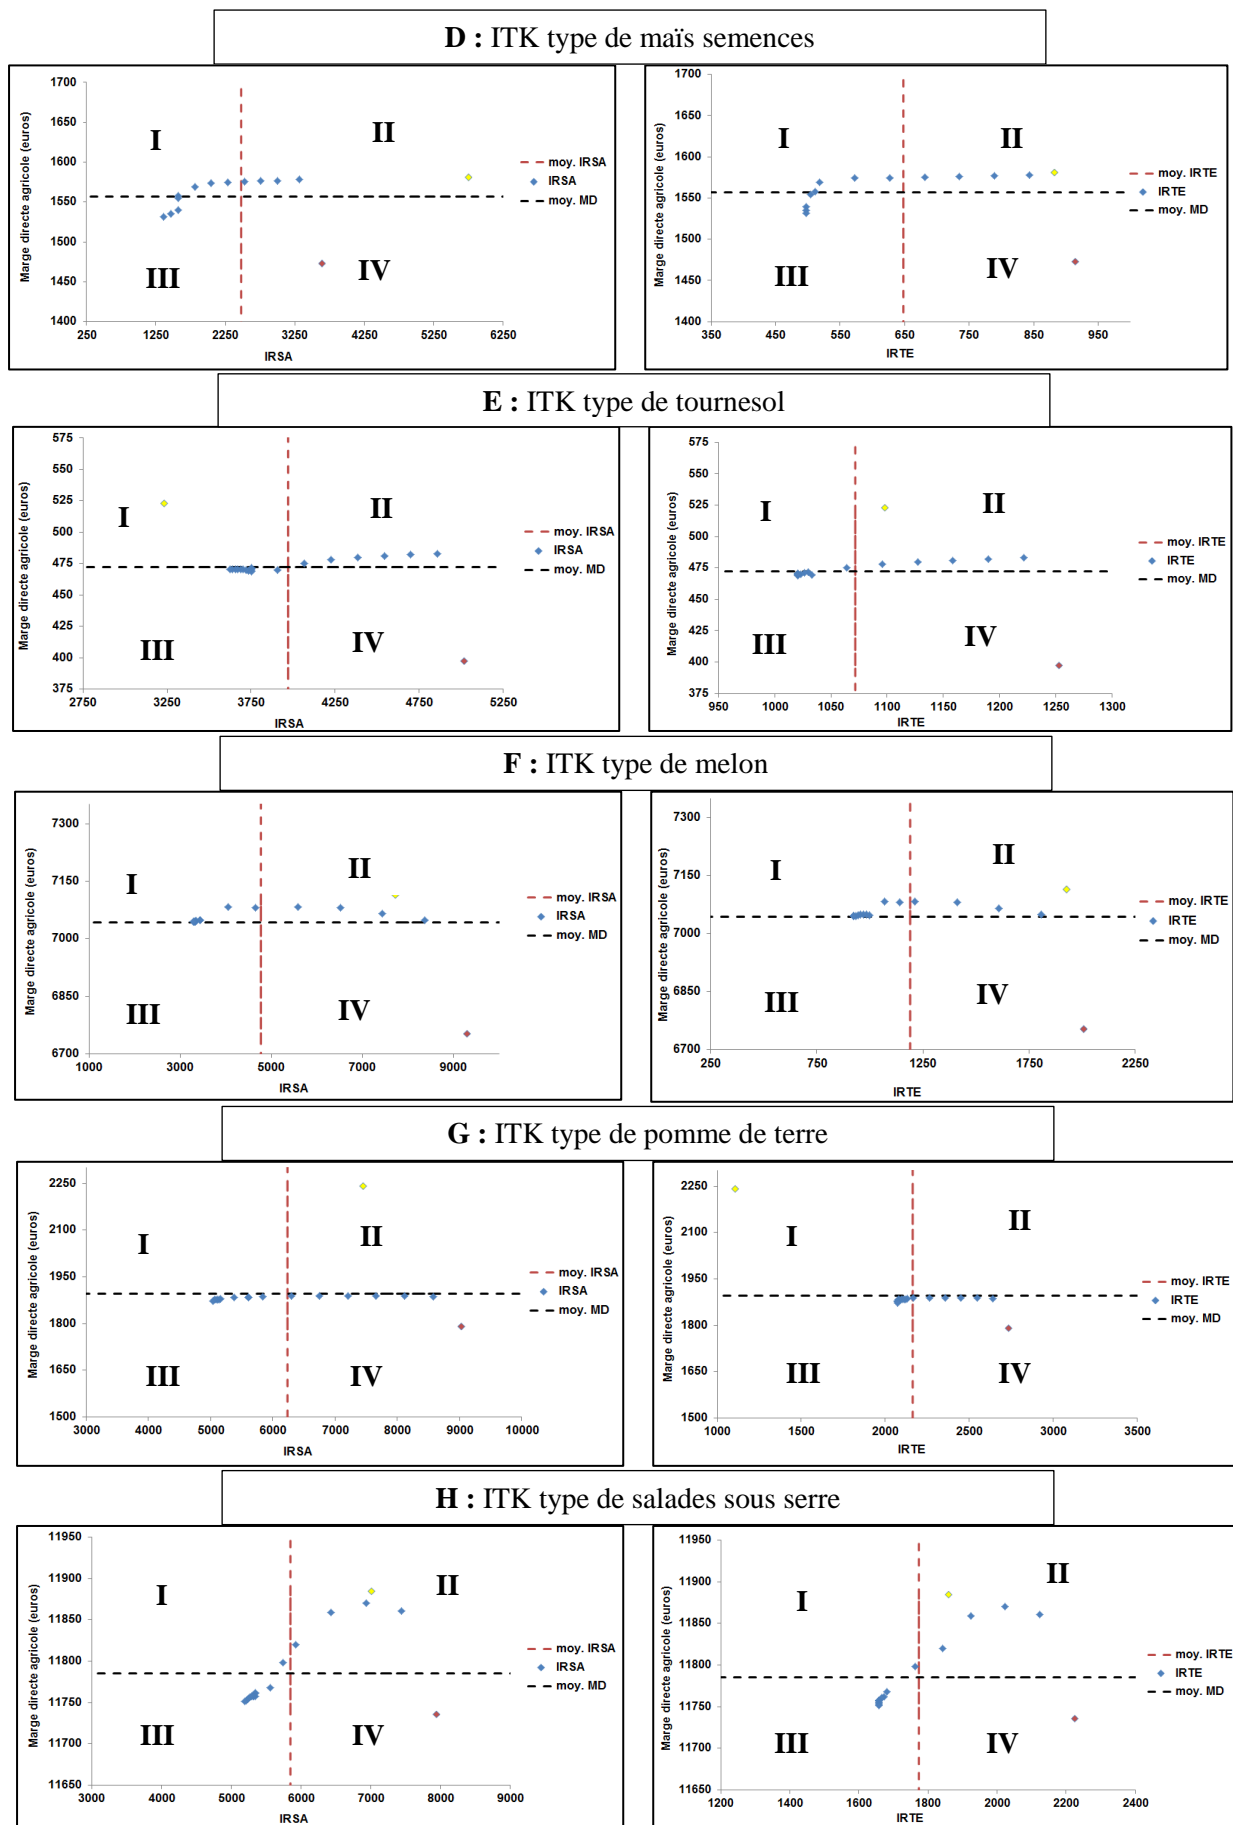 D : ITK type de maïs semences
Marge directe agricole (euros)
1700
1650
1600
1550
1500
1450
1400
I
II
III
IV
250 1250 2250 3250 4250 5250 6250
IRSA
moy. IRSA
IRSA
moy. MD
Marge directe agricole (euros)
1700
1650
1600
1550
1500
1450
1400
I
II
III
IV
350 450 550 650 750 850 950
IRTE
moy. IRTE
IRTE
moy. MD
E : ITK type de tournesol
Marge directe agricole (euros)
575
550
525
500
475
450
425
400
375
I
II
III
IV
2750 3250 3750 4250 4750 5250
IRSA
moy. IRSA
IRSA
moy. MD
Marge directe agricole (euros)
575
550
525
500
475
450
425
400
375
I
II
III
IV
950 1000 1050 1100 1150 1200 1250 1300
IRTE
moy. IRTE
IRTE
moy. MD
F : ITK type de melon
Marge directe agricole (euros)
7300
7150
7000
6850
6700
I
II
III
IV
1000 3000 5000 7000 9000
IRSA
moy. IRSA
IRSA
moy. MD
Marge directe agricole (euros)
7300
7150
7000
6850
6700
I
II
III
IV
250 750 1250 1750 2250
IRTE
moy. IRTE
IRTE
moy. MD
G : ITK type de pomme de terre
Marge directe agricole (euros)
2250
2100
1950
1800
1650
1500
I
II
III
IV
3000 4000 5000 6000 7000 8000 9000 10000
IRSA
moy. IRSA
IRSA
moy. MD
Marge directe agricole (euros)
2250
2100
1950
1800
1650
1500
I
II
III
IV
1000 1500 2000 2500 3000 3500
IRTE
moy. IRTE
IRTE
moy. MD
H : ITK type de salades sous serre
Marge directe agricole (euros)
11950
11900
11850
11800
11750
11700
11650
I
II
III
IV
3000 4000 5000 6000 7000 8000 9000
IRSA
moy. IRSA
IRSA
moy. MD
Marge directe agricole (euros)
11950
11900
11850
11800
11750
11700
11650
I
II
III
IV
1200 1400 1600 1800 2000 2200 2400
IRTE
moy. IRTE
IRTE
moy. MD